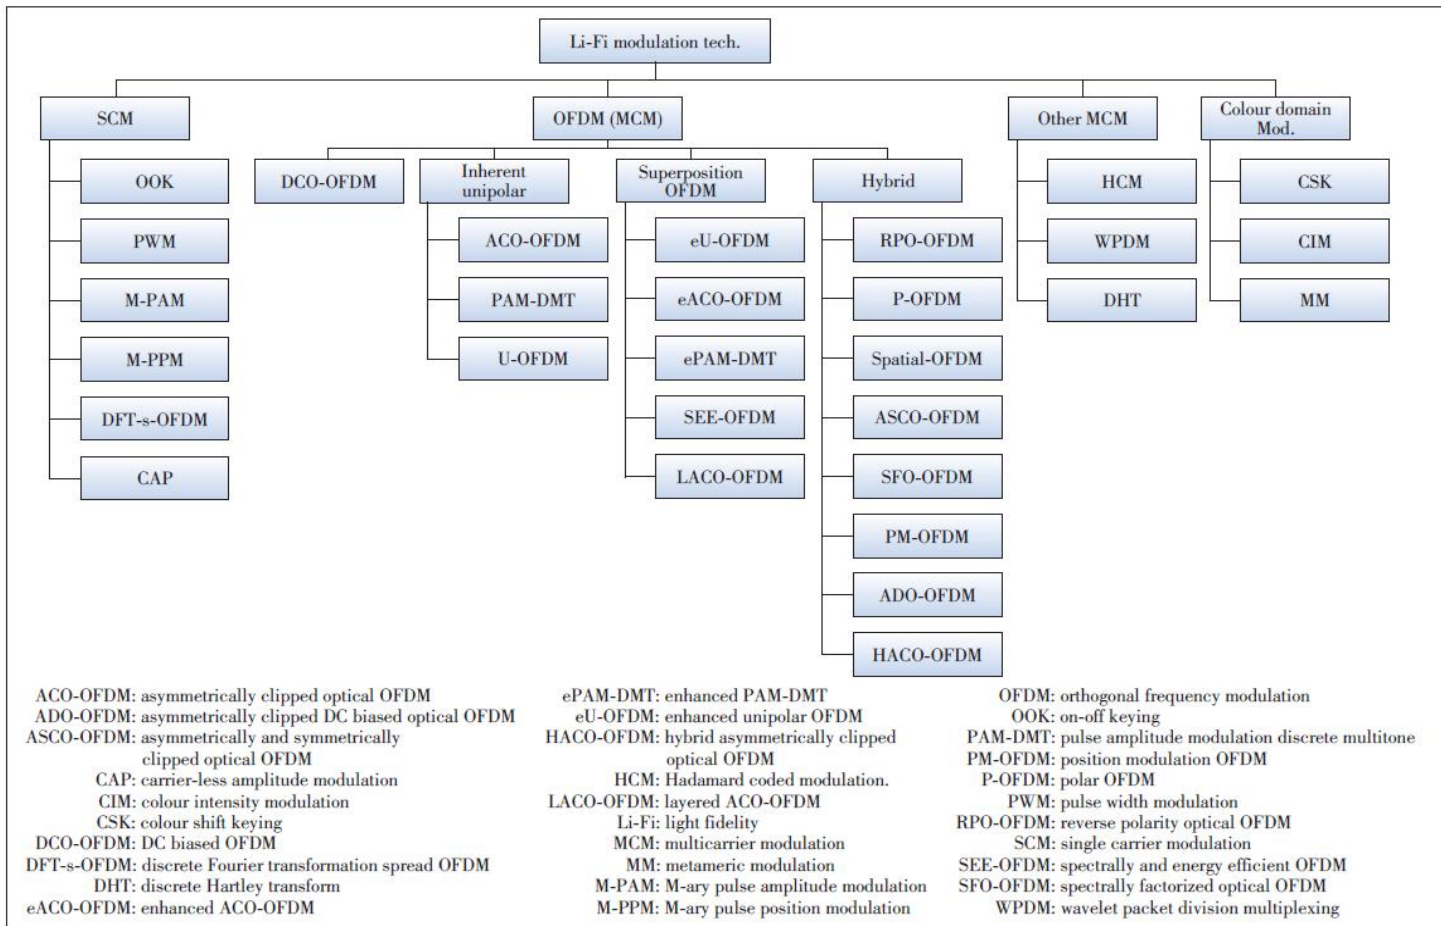 Li-Fi modulation tech.
SCM
OFDM (MCM)
Other MCM
Colour domain
Mod.
OOK
PWM
M-PAM
M-PPM
DFT-s-OFDM
CAP
DCO-OFDM
Inherent
unipolar
ACO-OFDM
PAM-DMT
U-OFDM
Superposition
OFDM
eU-OFDM
eACO-OFDM
ePAM-DMT
SEE-OFDM
LACO-OFDM
Hybrid
RPO-OFDM
P-OFDM
Spatial-OFDM
ASCO-OFDM
SFO-OFDM
PM-OFDM
ADO-OFDM
HACO-OFDM
HCM
WPDM
DHT
CSK
CIM
MM
ACO-OFDM: asymmetrically clipped optical OFDM
ADO-OFDM: asymmetrically clipped DC biased optical OFDM
ASCO-OFDM: asymmetrically and symmetrically
clipped optical OFDM
CAP: carrier-less amplitude modulation
CIM: colour intensity modulation
CSK: colour shift keying
DCO-OFDM: DC biased OFDM
DFT-s-OFDM: discrete Fourier transformation spread OFDM
DHT: discrete Hartley transform
eACO-OFDM: enhanced ACO-OFDM
ePAM-DMT: enhanced PAM-DMT
eU-OFDM: enhanced unipolar OFDM
HACO-OFDM: hybrid asymmetrically clipped
optical OFDM
HCM: Hadamard coded modulation.
LACO-OFDM: layered ACO-OFDM
Li-Fi: light fidelity
MCM: multicarrier modulation
MM: metameric modulation
M-PAM: M-ary pulse amplitude modulation
M-PPM: M-ary pulse position modulation
OFDM: orthogonal frequency modulation
OOK: on-off keying
PAM-DMT: pulse amplitude modulation discrete multitone
PM-OFDM: position modulation OFDM
P-OFDM: polar OFDM
PWM: pulse width modulation
RPO-OFDM: reverse polarity optical OFDM
SCM: single carrier modulation
SEE-OFDM: spectrally and energy efficient OFDM
SFO-OFDM: spectrally factorized optical OFDM
WPDM: wavelet packet division multiplexing